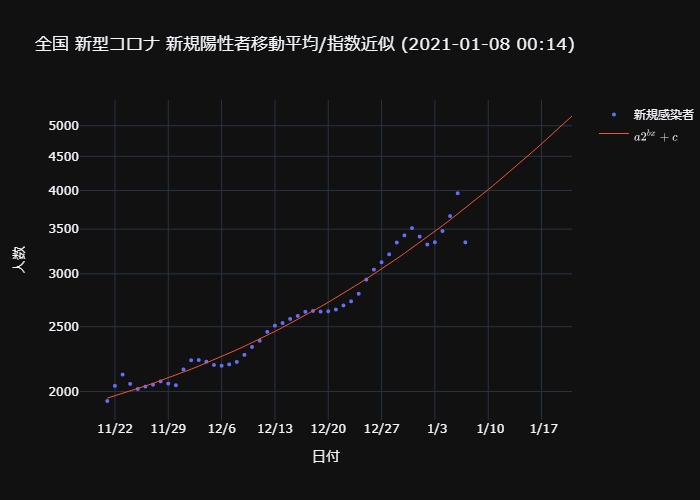 全国 新型コロナ 新規陽性者移動平均/指数近似 (2021-01-08 00:14)
新規感染者
a2^{bx} + c
5000
4500
4000
3500
3000
2500
2000
人数
11/22 11/29 12/6 12/13 12/20 12/27 1/3 1/10 1/17
日付